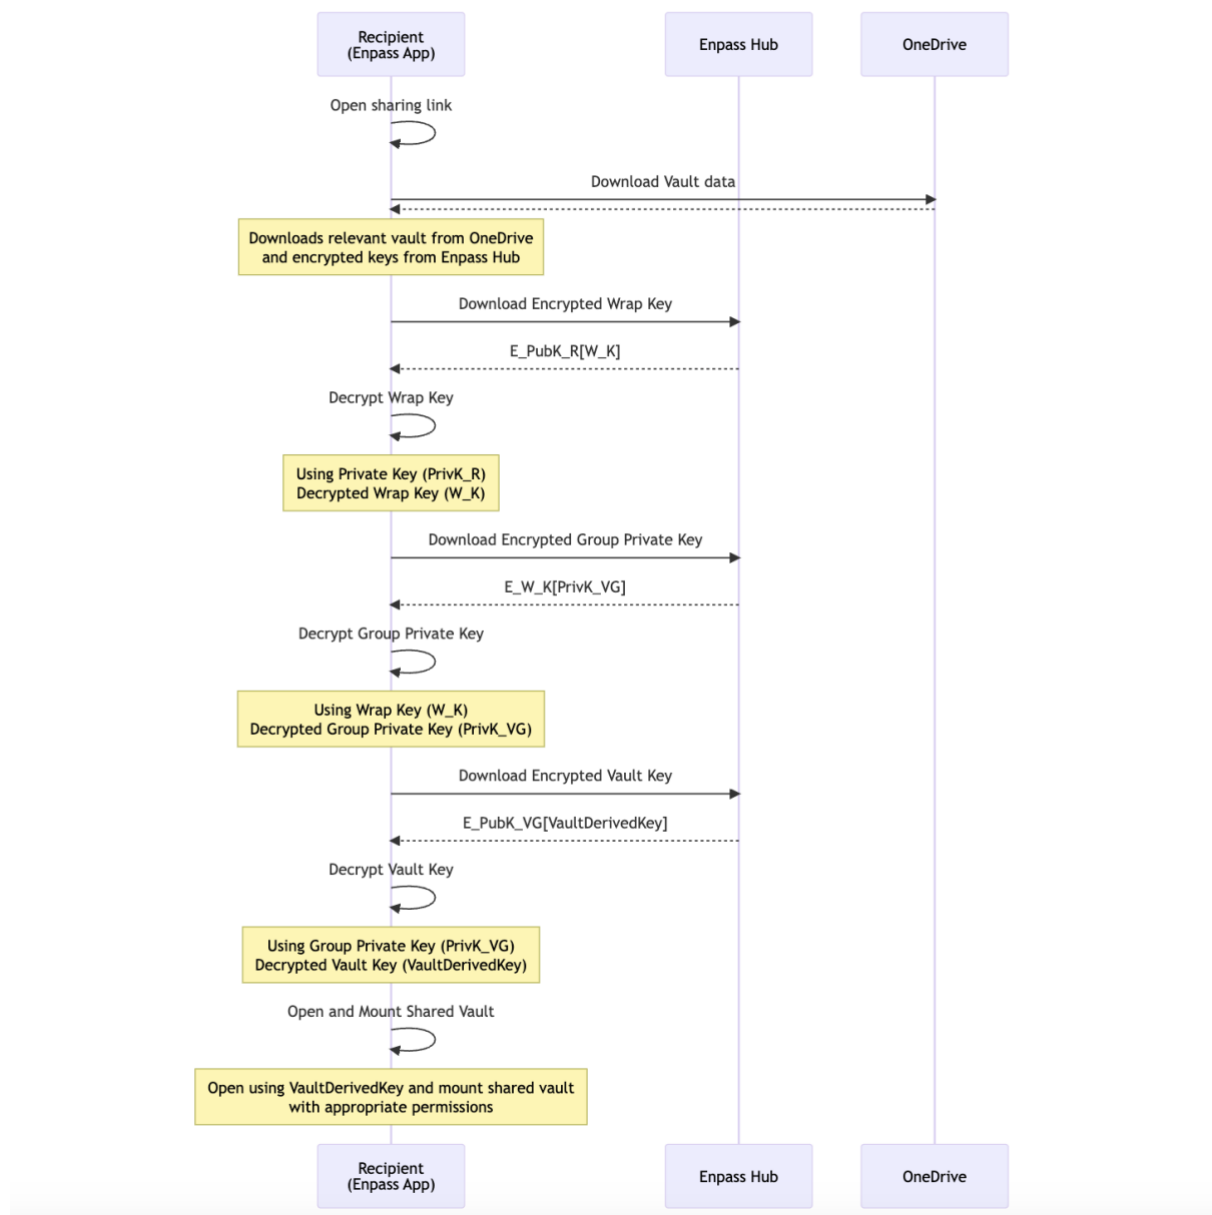 Recipient
(Enpass App)
Enpass Hub
OneDrive
Open sharing link
Download Vault data
Downloads relevant vault from OneDrive
and encrypted keys from Enpass Hub
Download Encrypted Wrap Key
E_PubK_R[W_K]
Decrypt Wrap Key
Using Private Key (PrivK_R)
Decrypted Wrap Key (W_K)
Download Encrypted Group Private Key
E_W_K[PrivK_VG]
Decrypt Group Private Key
Using Wrap Key (W_K)
Decrypted Group Private Key (PrivK_VG)
Download Encrypted Vault Key
E_PubK_VG[VaultDerivedKey]
Decrypt Vault Key
Using Group Private Key (PrivK_VG)
Decrypted Vault Key (VaultDerivedKey)
Open and Mount Shared Vault
Open using VaultDerivedKey and mount shared vault
with appropriate permissions
Recipient
(Enpass App)
Enpass Hub
OneDrive